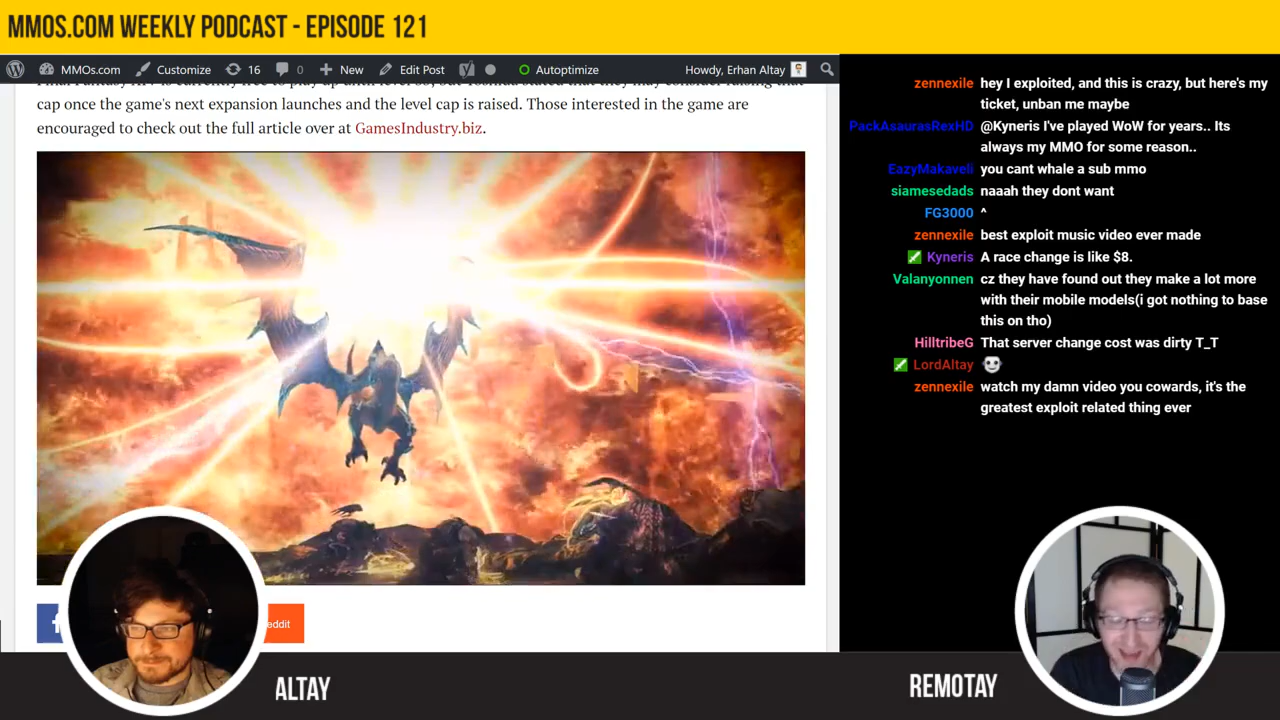 MMOS.COM WEEKLY PODCAST - EPISODE 121
MMOs.com Customize 16 0 New Edit Post Autoptimize Howdy, Erhan Altay
cap once the game's next expansion launches and the level cap is raised. Those interested in the game are
encouraged to check out the full article over at GamesIndustry.biz.
eddit
zennexile hey I exploited, and this is crazy, but here's my
ticket, unban me maybe
PackAsaurasRexHD @Kyneris I've played WoW for years.. Its
always my MMO for some reason..
EazyMakaveli you cant whale a sub mmo
siamesedads naaah they dont want
FG3000 ^
zennexile best exploit music video ever made
Kyneris A race change is like $8.
Valanyonnen cz they have found out they make a lot more
with their mobile models(i got nothing to base
this on tho)
HilltribeG That server change cost was dirty T_T
LordAltay
zennexile watch my damn video you cowards, it's the
greatest exploit related thing ever
ALTAY
REMOTAY